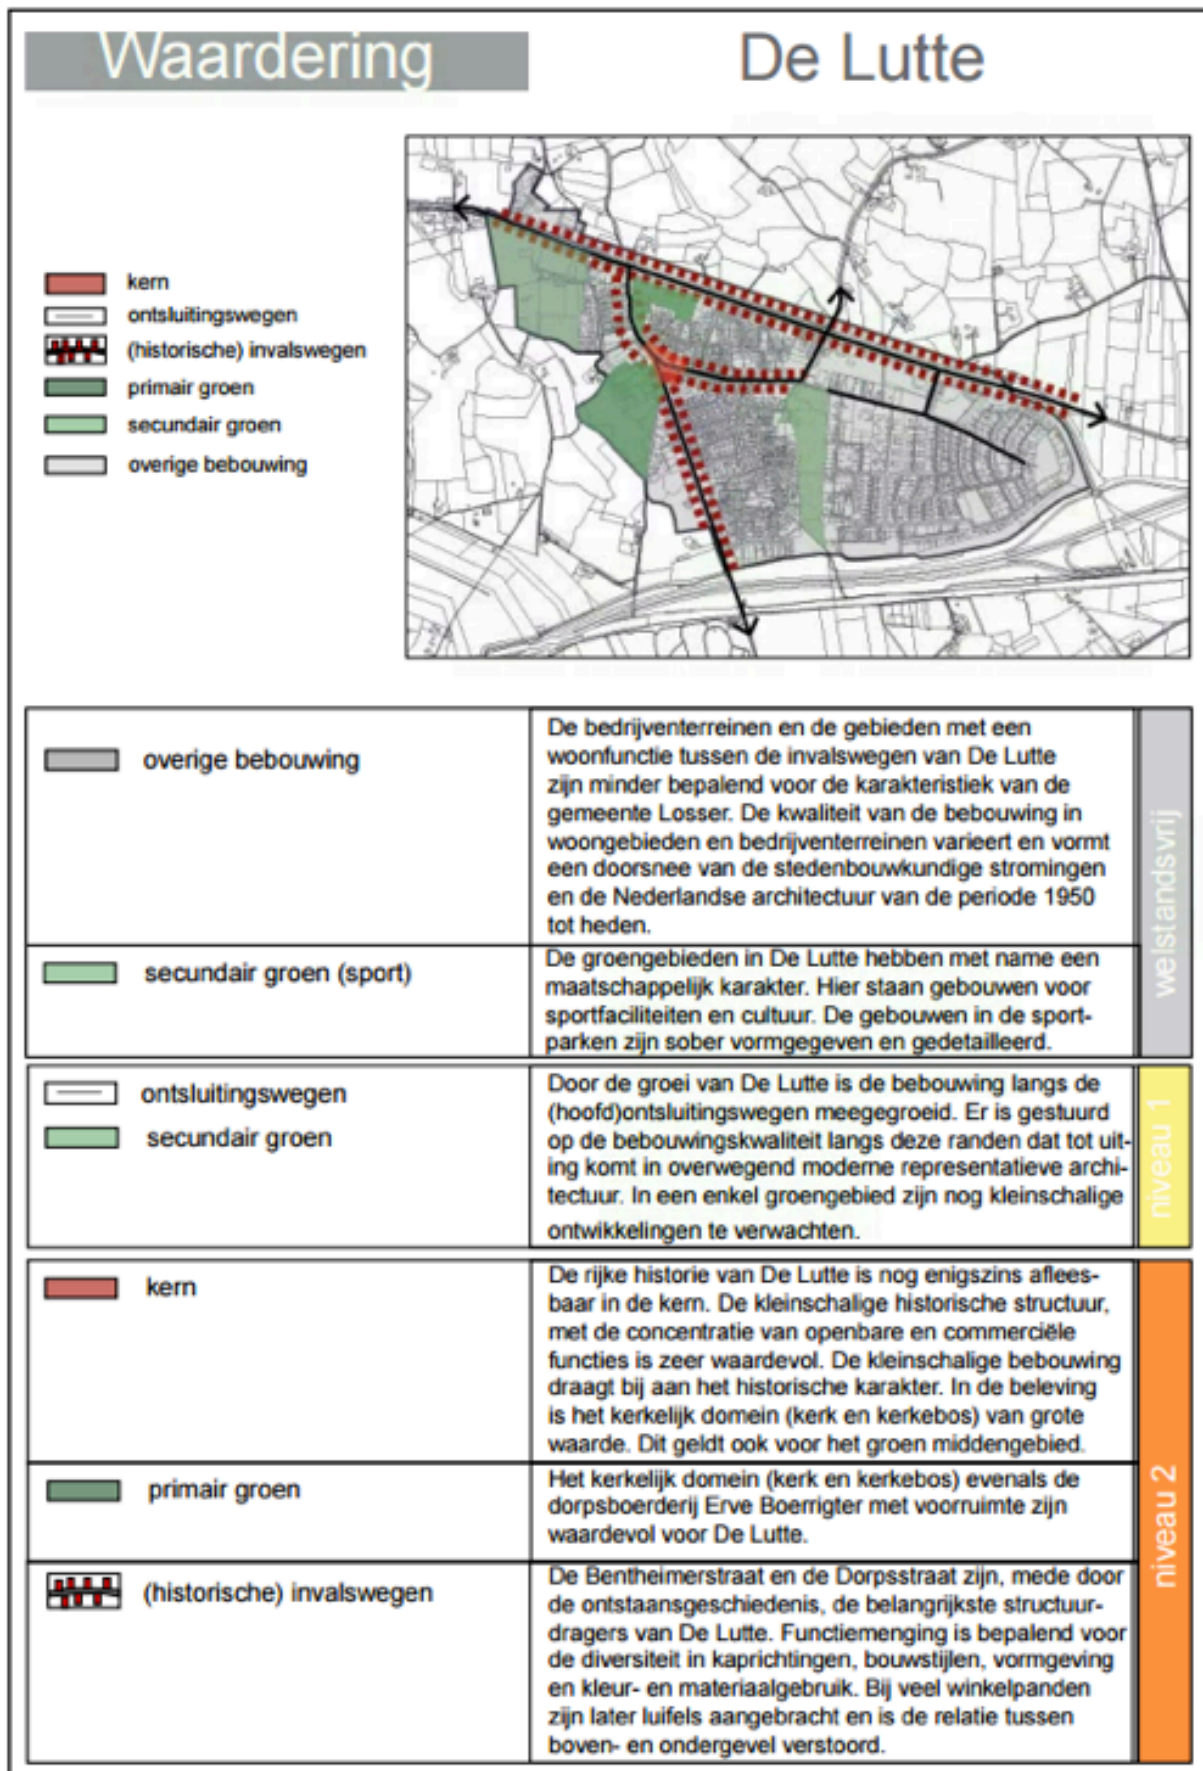 Waardering
De Lutte
kern
ontsluitingswegen
(historische) invalswegen
primair groen
secundair groen
overige bebouwing
overige bebouwing
De bedrijventerreinen en de gebieden met een
woonfunctie tussen de invalswegen van De Lutte
zijn minder bepalend voor de karakteristiek van de
gemeente Losser. De kwaliteit van de bebouwing in
woongebieden en bedrijventerreinen varieert en vormt
een doorsnee van de stedenbouwkundige stromingen
en de Nederlandse architectuur van de periode 1950
tot heden.
secundair groen (sport)
De groengebieden in De Lutte hebben met name een
maatschappelijk karakter. Hier staan gebouwen voor
sportfaciliteiten en cultuur. De gebouwen in de sport-
parken zijn sober vormgegeven en gedetailleerd.
welstandsvrij
ontsluitingswegen
secundair groen
Door de groei van De Lutte is de bebouwing langs de
(hoofd)ontsluitingswegen meegegroeid. Er is gestuurd
op de bebouwingskwaliteit langs deze randen dat tot uit-
ing komt in overwegend moderne representatieve archi-
tectuur. In een enkel groengebied zijn nog kleinschalige
ontwikkelingen te verwachten.
niveau 1
kern
De rijke historie van De Lutte is nog enigszins aflees-
baar in de kern. De kleinschalige historische structuur,
met de concentratie van openbare en commerciële
functies is zeer waardevol. De kleinschalige bebouwing
draagt bij aan het historische karakter. In de beleving
is het kerkelijk domein (kerk en kerkebos) van grote
waarde. Dit geldt ook voor het groen middengebied.
primair groen
Het kerkelijk domein (kerk en kerkebos) evenals de
dorpsboerderij Erve Boerrigter met voorruimte zijn
waardevol voor De Lutte.
(historische) invalswegen
De Bentheimerstraat en de Dorpsstraat zijn, mede door
de ontstaansgeschiedenis, de belangrijkste structuur-
dragers van De Lutte. Functiemenging is bepalend voor
de diversiteit in kaprichtingen, bouwstijlen, vormgeving
en kleur- en materiaalgebruik. Bij veel winkelpanden
zijn later luifels aangebracht en is de relatie tussen
boven- en ondergevel verstoord.
niveau 2